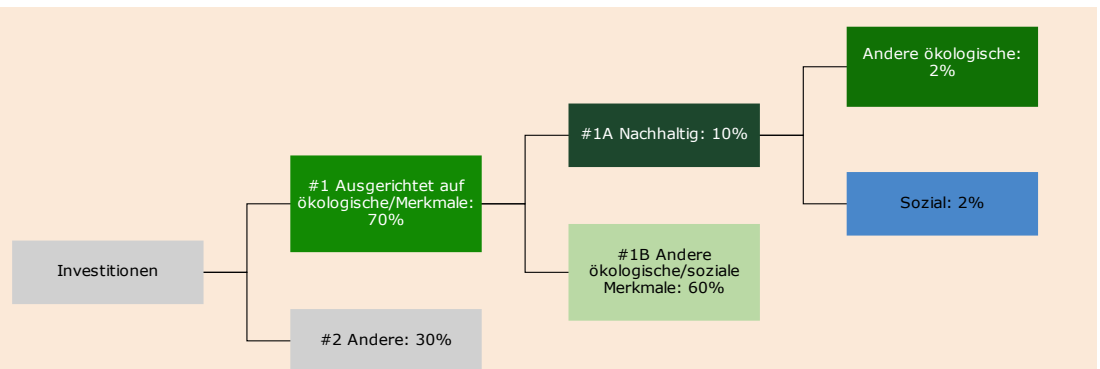 Investitionen
#1 Ausgerichtet auf
ökologische/Merkmale:
70%
#2 Andere: 30%
#1A Nachhaltig: 10%
#1B Andere
ökologische/soziale
Merkmale: 60%
Andere ökologische:
2%
Sozial: 2%